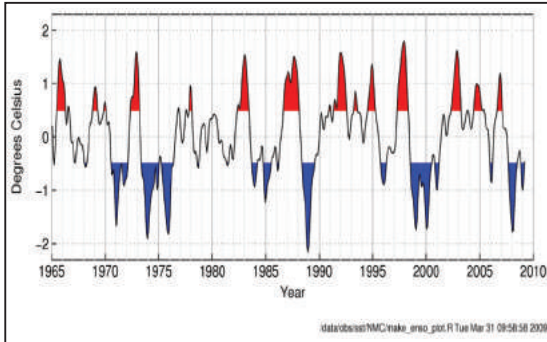 Degrees Celsius
2
1
0
−1
−2
1965 1970 1975 1980 1985 1990 1995 2000 2005 2010
Year
/data/obs/sst/NMC/make_enso_plot.R Tue Mar 31 09:58:58 2009